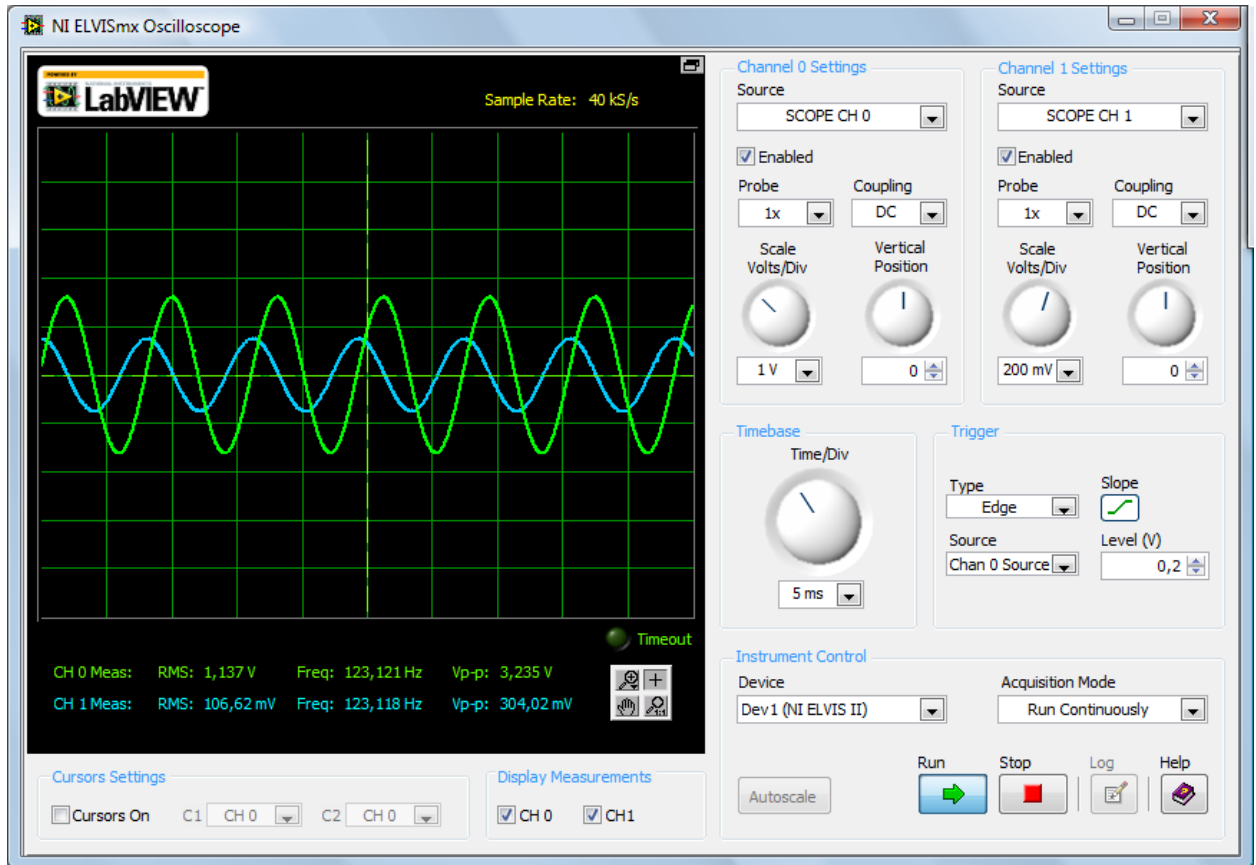 NI ELVISmx Oscilloscope
POWERED BY
NATIONAL INSTRUMENTS
LabVIEW
Sample Rate: 40 kS/s
Timeout
CH 0 Meas: RMS: 1,137 V Freq: 123,121 Hz Vp-p: 3,235 V
CH 1 Meas: RMS: 106,62 mV Freq: 123,118 Hz Vp-p: 304,02 mV
Cursors Settings
Cursors On C1 CH 0 C2 CH 0
Display Measurements
CH 0 CH1
Channel 0 Settings
Source
SCOPE CH 0
Enabled
Probe Coupling
1x DC
Scale Vertical
Volts/Div Position
1 V 0
Channel 1 Settings
Source
SCOPE CH 1
Enabled
Probe Coupling
1x DC
Scale Vertical
Volts/Div Position
200 mV 0
Timebase
Time/Div
5 ms
Trigger
Type Slope
Edge
Source Level (V)
Chan 0 Source 0,2
Instrument Control
Device Acquisition Mode
Dev1 (NI ELVIS II) Run Continuously
Run Stop Log Help
Autoscale